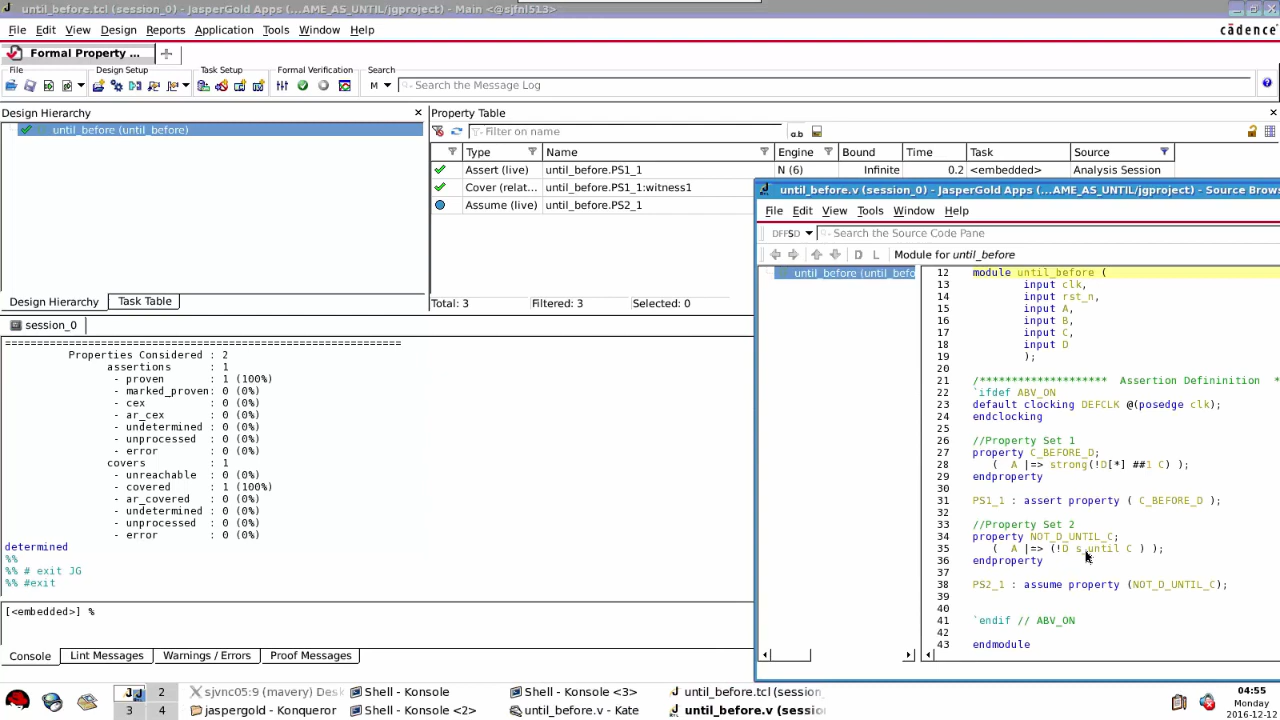 until_before.tcl (session_0) - JasperGold Apps (...AME_AS_UNTIL/jgproject) - Main <@sjfnl513>
File Edit View Design Reports Application Tools Window Help
cādence
Formal Property ...
File Design Setup Task Setup Formal Verification Search
M Search the Message Log
Design Hierarchy
until_before (until_before)
Design Hierarchy Task Table
Property Table
Filter on name
a.b
Type Name Engine Bound Time Task Source
Assert (live) until_before.PS1_1 N (6) Infinite 0.2 <embedded> Analysis Session
Cover (relat... until_before.PS1_1:witness1
Assume (live) until_before.PS2_1
Total: 3 Filtered: 3 Selected: 0
session_0
==============================================================
Properties Considered : 2
assertions : 1
- proven : 1 (100%)
- marked_proven: 0 (0%)
- cex : 0 (0%)
- ar_cex : 0 (0%)
- undetermined : 0 (0%)
- unprocessed : 0 (0%)
- error : 0 (0%)
covers : 1
- unreachable : 0 (0%)
- covered : 1 (100%)
- ar_covered : 0 (0%)
- undetermined : 0 (0%)
- unprocessed : 0 (0%)
- error : 0 (0%)
determined
%%
%% # exit JG
%% #exit
[<embedded>] %
Console Lint Messages Warnings / Errors Proof Messages
until_before.v (session_0) - JasperGold Apps (...AME_AS_UNTIL/jgproject) - Source Brows
File Edit View Tools Window Help
Search the Source Code Pane
D L Module for until_before
until_before (until_befo
12 module until_before (
13 input clk,
14 input rst_n,
15 input A,
16 input B,
17 input C,
18 input D
19 );
20
21 /******************** Assertion Defininition *
22 `ifdef ABV_ON
23 default clocking DEFCLK @(posedge clk);
24 endclocking
25
26 //Property Set 1
27 property C_BEFORE_D;
28 ( A |=> strong(!D[*] ##1 C) );
29 endproperty
30
31 PS1_1 : assert property ( C_BEFORE_D );
32
33 //Property Set 2
34 property NOT_D_UNTIL_C;
35 ( A |=> (!D s_until C ) );
36 endproperty
37
38 PS2_1 : assume property (NOT_D_UNTIL_C);
39
40
41 `endif // ABV_ON
42
43 endmodule
2 sjvnc05:9 (mavery) Desk Shell - Konsole Shell - Konsole <3> until_before.tcl (session_
3 4 jaspergold - Konqueror Shell - Konsole <2> until_before.v - Kate until_before.v (sessio
04:55
Monday
2016-12-12